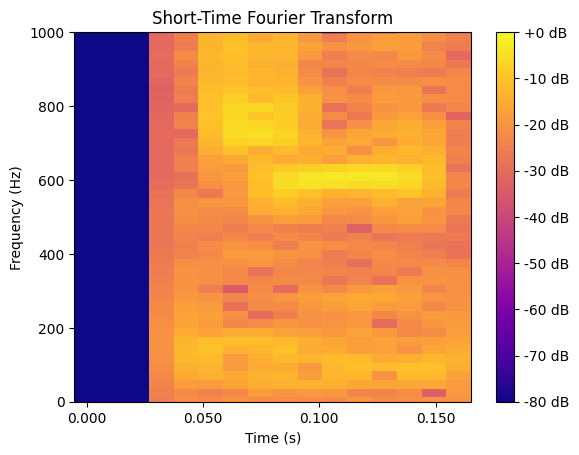 Short-Time Fourier Transform
1000
800
600
400
200
0
Frequency (Hz)
0.000
0.050
0.100
0.150
Time (s)
+0 dB
-10 dB
-20 dB
-30 dB
-40 dB
-50 dB
-60 dB
-70 dB
-80 dB